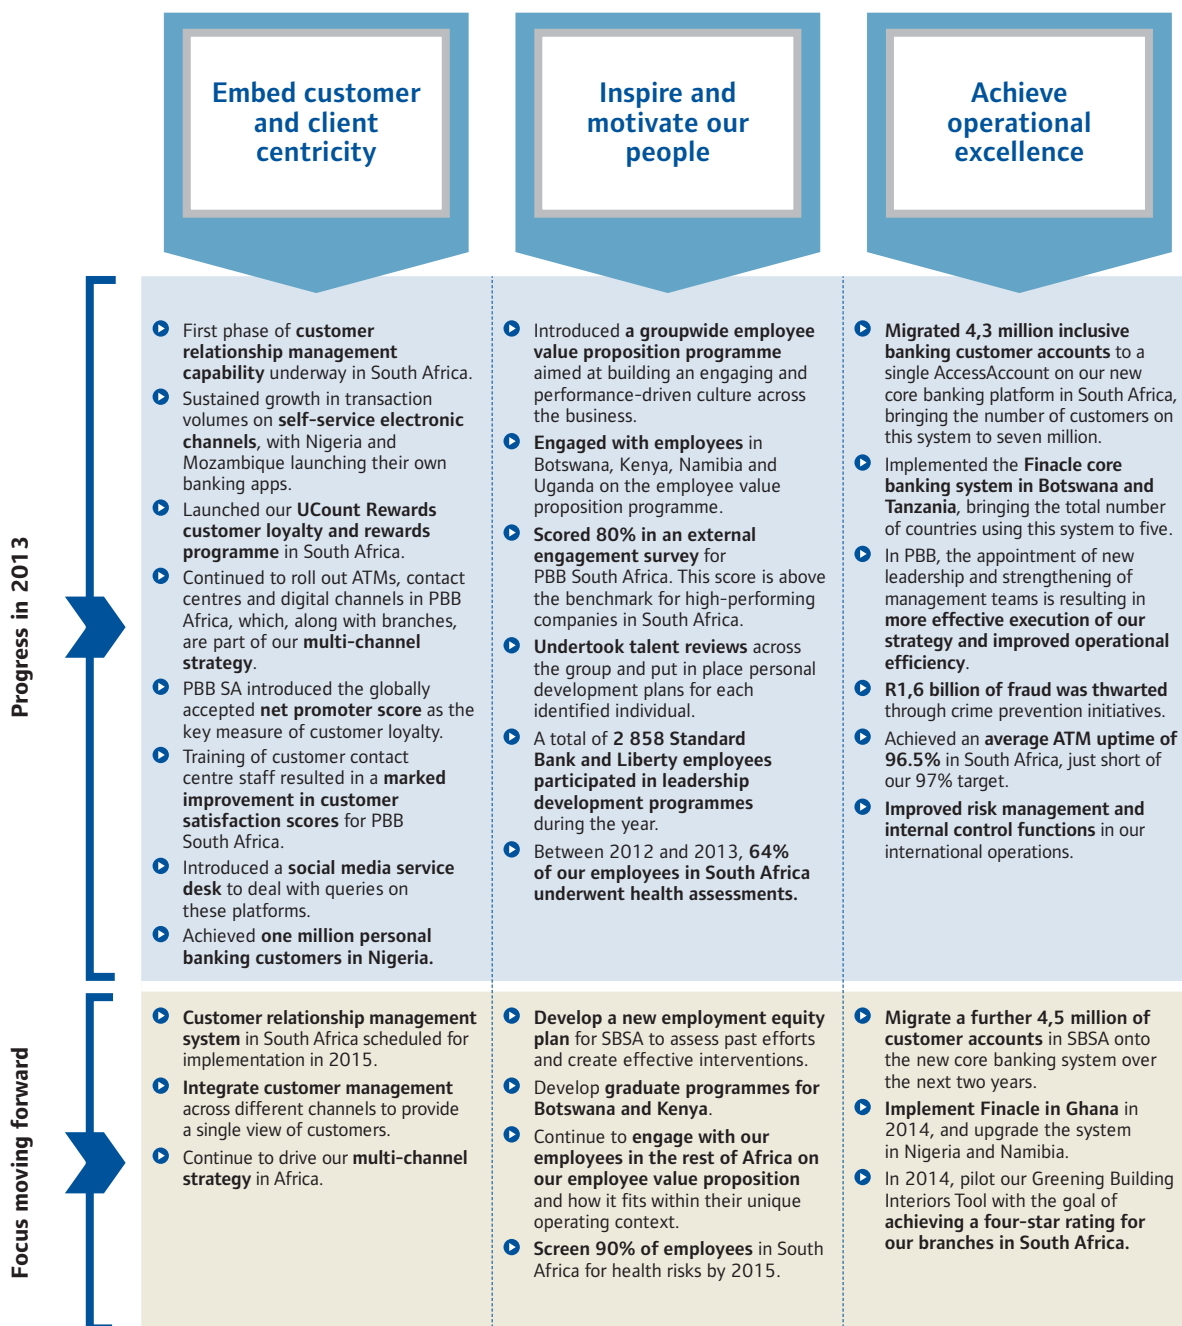 Embed customer
and client
centricity
Inspire and
motivate our
people
Achieve
operational
excellence
Progress in 2013
First phase of customer
relationship management
capability underway in South Africa.
Sustained growth in transaction
volumes on self-service electronic
channels, with Nigeria and
Mozambique launching their own
banking apps.
Launched our UCount Rewards
customer loyalty and rewards
programme in South Africa.
Continued to roll out ATMs, contact
centres and digital channels in PBB
Africa, which, along with branches,
are part of our multi-channel
strategy.
PBB SA introduced the globally
accepted net promoter score as the
key measure of customer loyalty.
Training of customer contact
centre staff resulted in a marked
improvement in customer
satisfaction scores for PBB
South Africa.
Introduced a social media service
desk to deal with queries on
these platforms.
Achieved one million personal
banking customers in Nigeria.
Introduced a groupwide employee
value proposition programme
aimed at building an engaging and
performance-driven culture across
the business.
Engaged with employees in
Botswana, Kenya, Namibia and
Uganda on the employee value
proposition programme.
Scored 80% in an external
engagement survey for
PBB South Africa. This score is above
the benchmark for high-performing
companies in South Africa.
Undertook talent reviews across
the group and put in place personal
development plans for each
identified individual.
A total of 2 858 Standard
Bank and Liberty employees
participated in leadership
development programmes
during the year.
Between 2012 and 2013, 64%
of our employees in South Africa
underwent health assessments.
Migrated 4,3 million inclusive
banking customer accounts to a
single AccessAccount on our new
core banking platform in South Africa,
bringing the number of customers on
this system to seven million.
Implemented the Finacle core
banking system in Botswana and
Tanzania, bringing the total number
of countries using this system to five.
In PBB, the appointment of new
leadership and strengthening of
management teams is resulting in
more effective execution of our
strategy and improved operational
efficiency.
R1,6 billion of fraud was thwarted
through crime prevention initiatives.
Achieved an average ATM uptime of
96.5% in South Africa, just short of
our 97% target.
Improved risk management and
internal control functions in our
international operations.
Focus moving forward
Customer relationship management
system in South Africa scheduled for
implementation in 2015.
Integrate customer management
across different channels to provide
a single view of customers.
Continue to drive our multi-channel
strategy in Africa.
Develop a new employment equity
plan for SBSA to assess past efforts
and create effective interventions.
Develop graduate programmes for
Botswana and Kenya.
Continue to engage with our
employees in the rest of Africa on
our employee value proposition
and how it fits within their unique
operating context.
Screen 90% of employees in South
Africa for health risks by 2015.
Migrate a further 4,5 million of
customer accounts in SBSA onto
the new core banking system over
the next two years.
Implement Finacle in Ghana in
2014, and upgrade the system
in Nigeria and Namibia.
In 2014, pilot our Greening Building
Interiors Tool with the goal of
achieving a four-star rating for
our branches in South Africa.